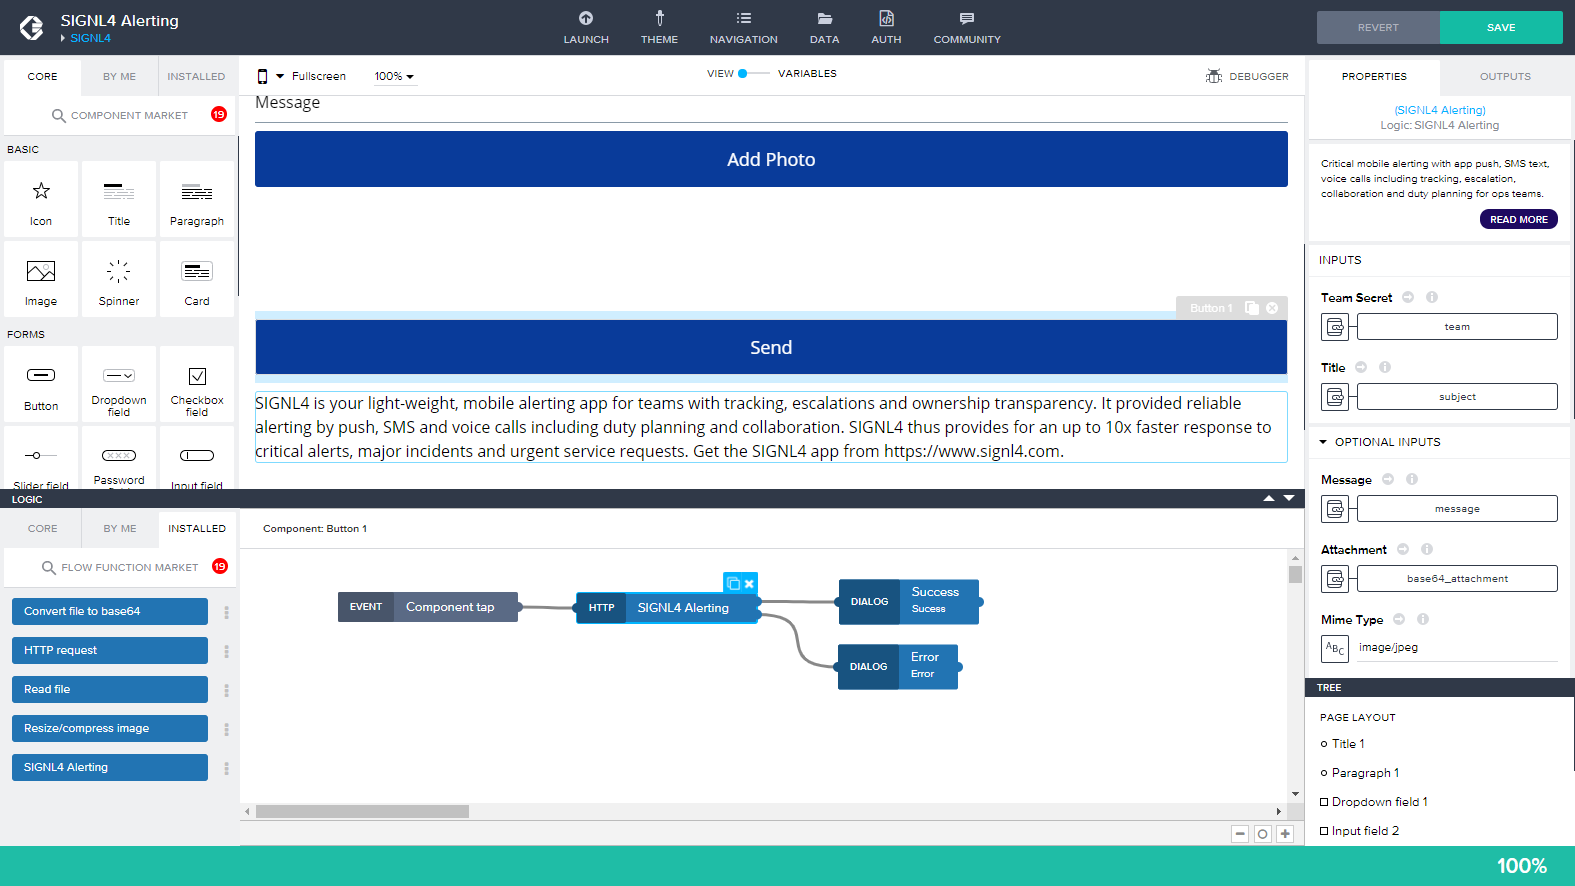 SIGNL4 Alerting
SIGNL4
LAUNCH
THEME
NAVIGATION
DATA
AUTH
COMMUNITY
REVERT
SAVE
CORE
BY ME
INSTALLED
COMPONENT MARKET
19
BASIC
Icon
Title
Paragraph
Image
Spinner
Card
FORMS
Button
Dropdown
field
Checkbox
field
Slider field
Password
Input field
Fullscreen
100%
VIEW
VARIABLES
DEBUGGER
Message
Add Photo
Button 1
Send
SIGNL4 is your light-weight, mobile alerting app for teams with tracking, escalations and ownership transparency. It provided reliable
alerting by push, SMS and voice calls including duty planning and collaboration. SIGNL4 thus provides for an up to 10x faster response to
critical alerts, major incidents and urgent service requests. Get the SIGNL4 app from https://www.signl4.com.
LOGIC
CORE
BY ME
INSTALLED
FLOW FUNCTION MARKET
19
Convert file to base64
HTTP request
Read file
Resize/compress image
SIGNL4 Alerting
Component: Button 1
EVENT
Component tap
HTTP
SIGNL4 Alerting
DIALOG
Success
Sucess
DIALOG
Error
Error
PROPERTIES
OUTPUTS
(SIGNL4 Alerting)
Logic: SIGNL4 Alerting
Critical mobile alerting with app push, SMS text,
voice calls including tracking, escalation,
collaboration and duty planning for ops teams.
READ MORE
INPUTS
Team Secret
team
Title
subject
OPTIONAL INPUTS
Message
message
Attachment
base64_attachment
Mime Type
ABC
image/jpeg
TREE
PAGE LAYOUT
Title 1
Paragraph 1
Dropdown field 1
Input field 2
100%